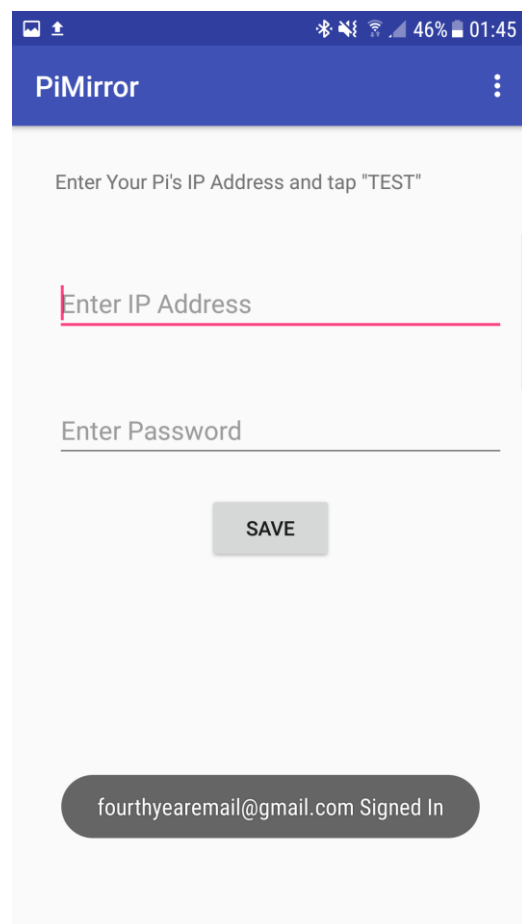 46% 01:45
PiMirror
Enter Your Pi's IP Address and tap "TEST"
Enter IP Address
Enter Password
SAVE
fourthyearemail@gmail.com Signed In